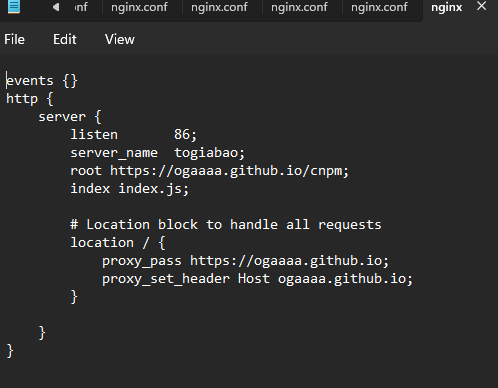 nf nginx.conf nginx.conf nginx.conf nginx.conf nginx
File Edit View
events {}
http {
    server {
        listen       86;
        server_name  togiabao;
        root https://ogaaaa.github.io/cnpm;
        index index.js;
        # Location block to handle all requests
        location / {
            proxy_pass https://ogaaaa.github.io;
            proxy_set_header Host ogaaaa.github.io;
        }
    }
}